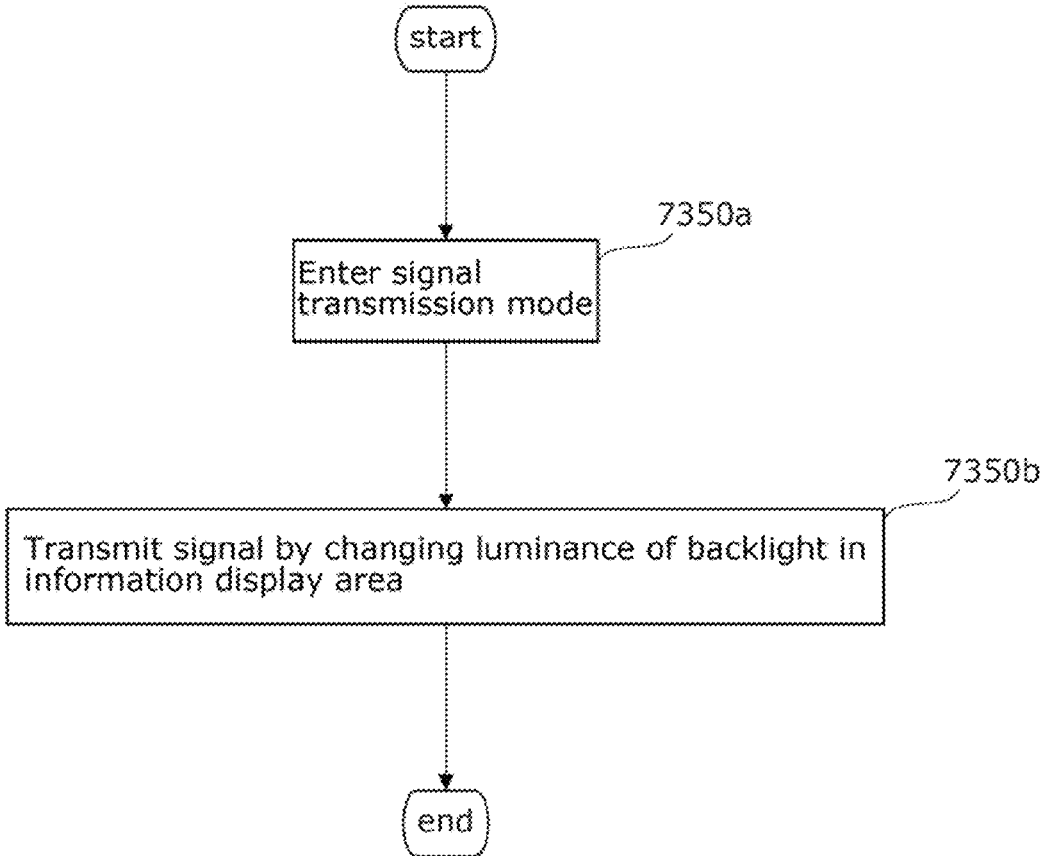 start
7350a
Enter signal
transmission mode
7350b
Transmit signal by changing luminance of backlight in
information display area
end